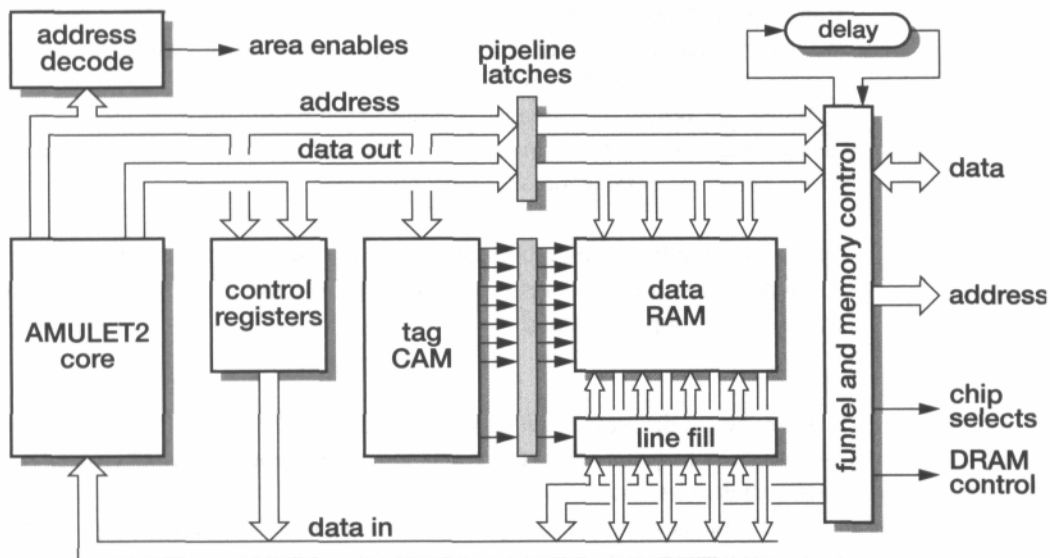 address
decode
area enables
pipeline
latches
delay
address
data out
data
AMULET2
core
control
registers
tag
CAM
data
RAM
funnel and memory control
address
line fill
chip
selects
DRAM
control
data in